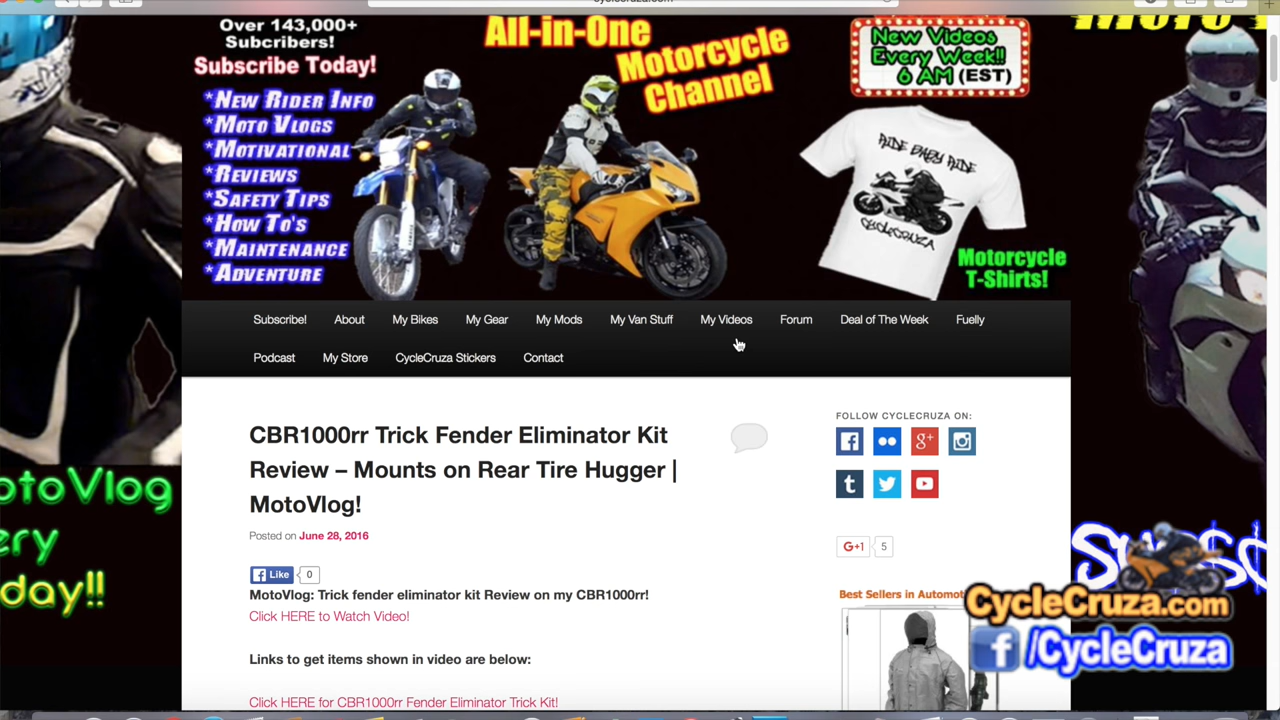 Over 143,000+
Subcribers!
Subscribe Today!
*New Rider Info
*Moto Vlogs
*Motivational
*Reviews
*Safety Tips
*How To's
*Maintenance
*Adventure
All-in-One
Motorcycle
Channel
New Videos
Every Week!!
6 AM (EST)
RIDE BABY RIDE
CYCLECRUZA
Motorcycle
T-Shirts!
Subscribe! About My Bikes My Gear My Mods My Van Stuff My Videos Forum Deal of The Week Fuelly
Podcast My Store CycleCruza Stickers Contact
CBR1000rr Trick Fender Eliminator Kit
Review – Mounts on Rear Tire Hugger |
MotoVlog!
Posted on June 28, 2016
Like 0
MotoVlog: Trick fender eliminator kit Review on my CBR1000rr!
Click HERE to Watch Video!
Links to get items shown in video are below:
Click HERE for CBR1000rr Fender Eliminator Trick Kit!
FOLLOW CYCLECRUZA ON:
G+1 5
Best Sellers in Automot
CycleCruza.com
f /CycleCruza
otoVlog
ery
day!!